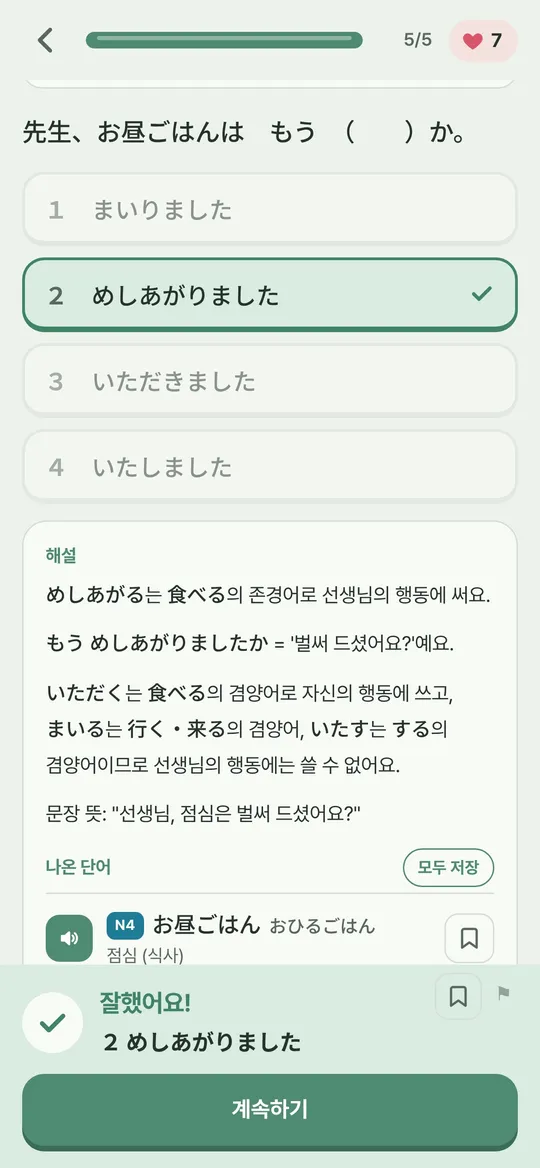 5/5
7
先生、お昼ごはんは　もう　（　　）か。
1 まいりました
2 めしあがりました
3 いただきました
4 いたしました
해설
めしあがる는 食べる의 존경어로 선생님의 행동에 써요.
もう めしあがりましたか = '벌써 드셨어요?'예요.
いただく는 食べる의 겸양어로 자신의 행동에 쓰고,
まいる는 行く・来る의 겸양어, いたす는 する의
겸양어이므로 선생님의 행동에는 쓸 수 없어요.
문장 뜻: "선생님, 점심은 벌써 드셨어요?"
나온 단어
모두 저장
N4 お昼ごはん おひるごはん
점심 (식사)
잘했어요!
2 めしあがりました
계속하기